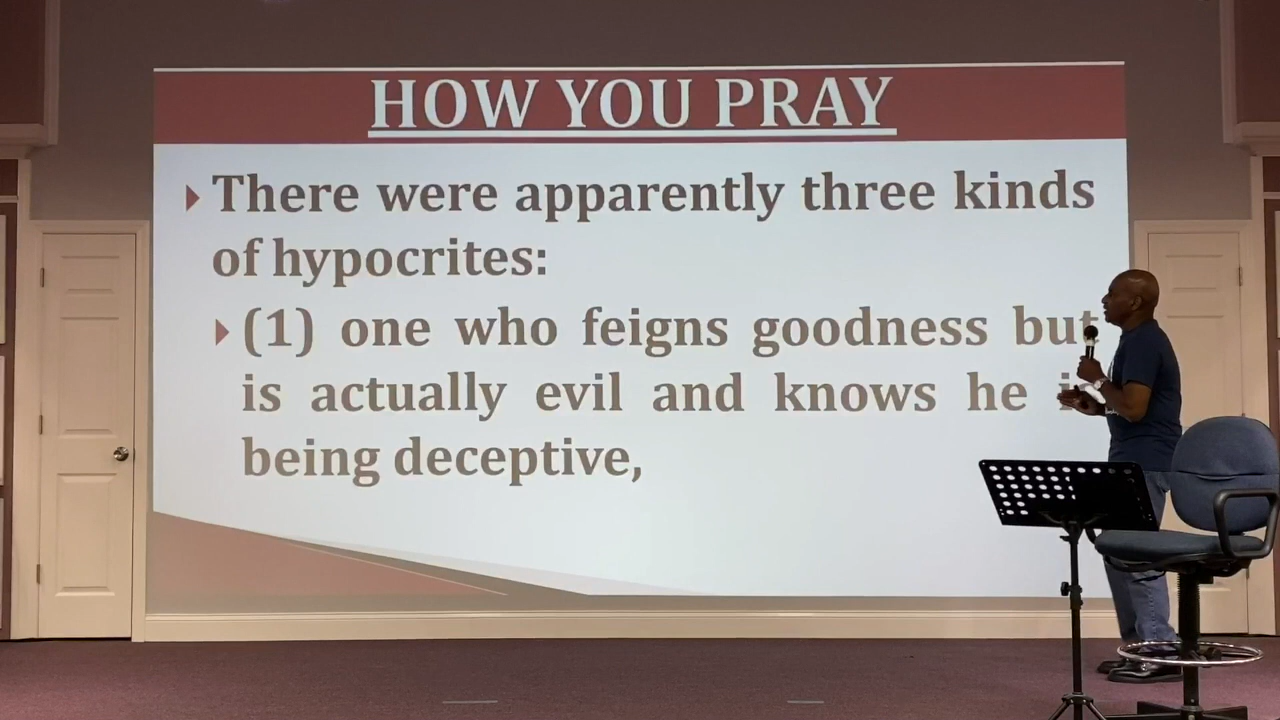 HOW YOU PRAY
There were apparently three kinds
of hypocrites:
(1) one who feigns goodness but
is actually evil and knows he is
being deceptive,